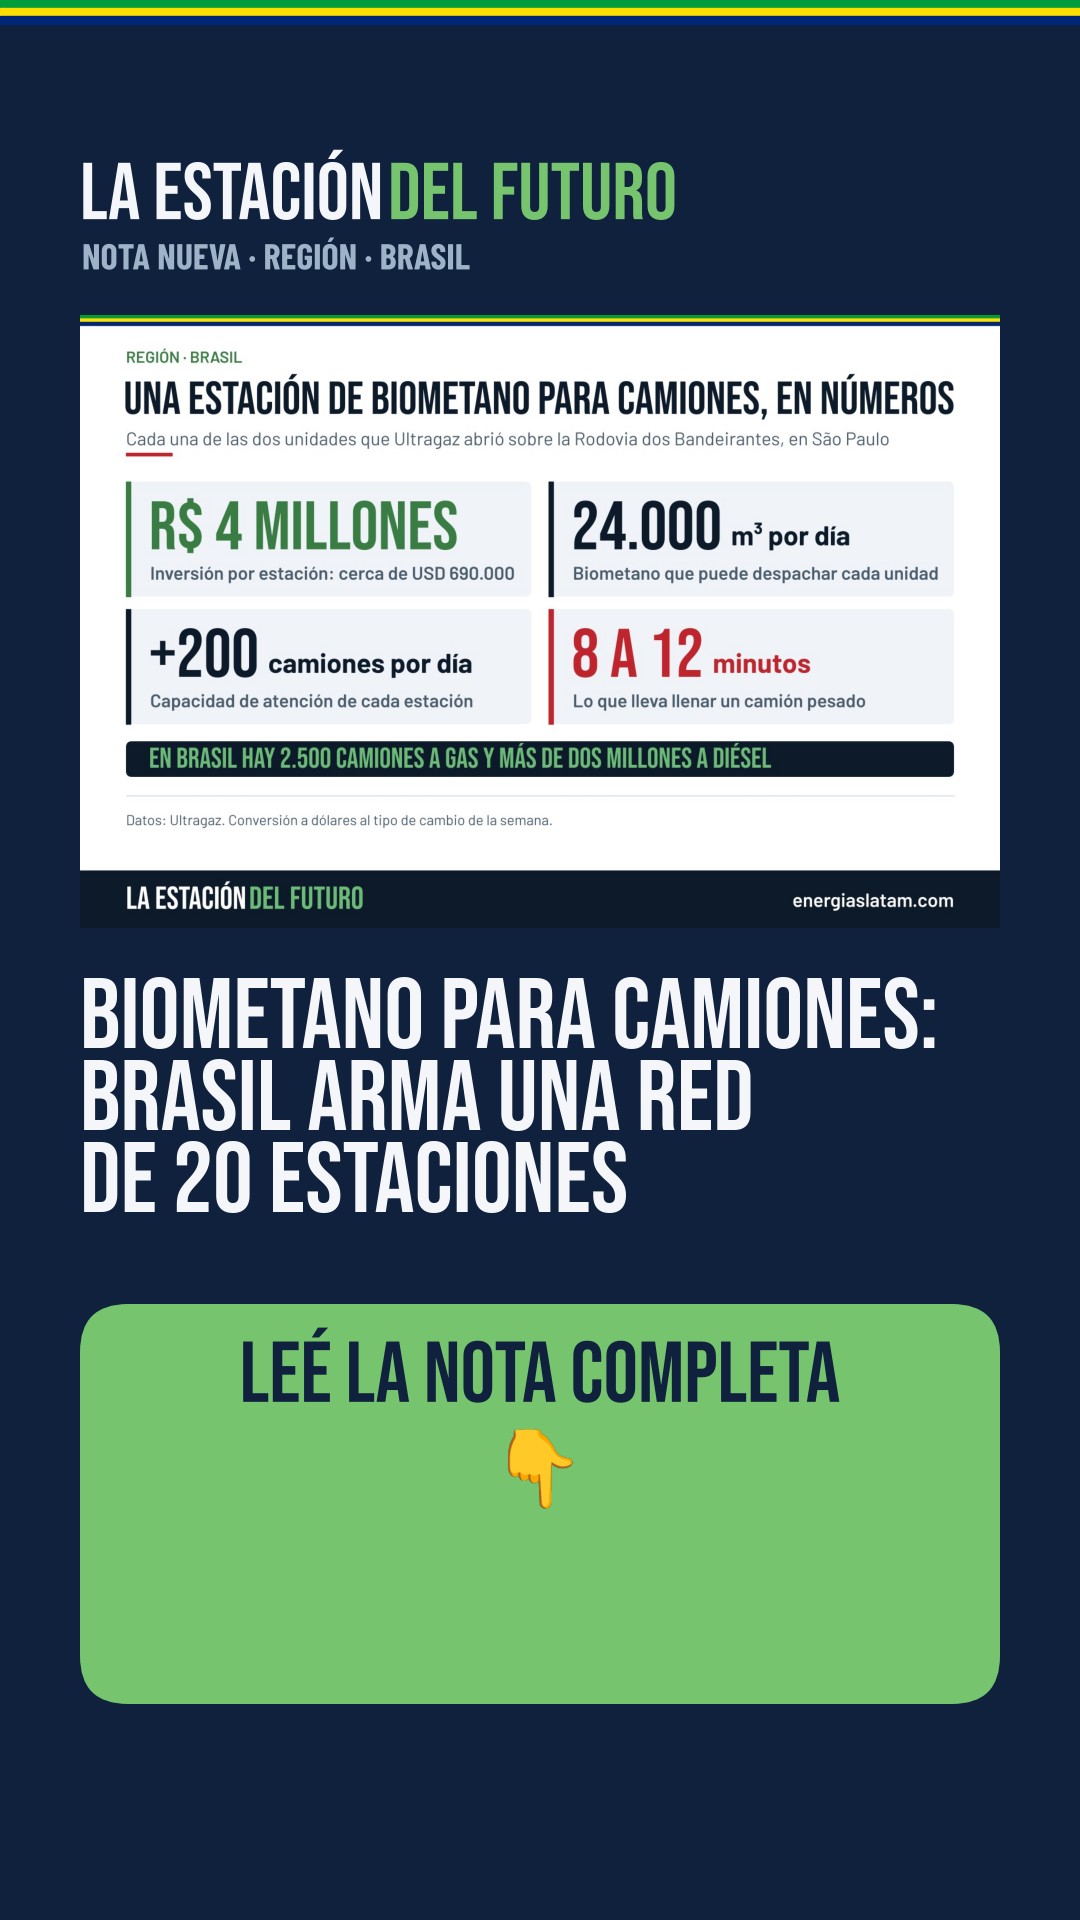 LA ESTACIÓN DEL FUTURO
NOTA NUEVA · REGIÓN · BRASIL
REGIÓN · BRASIL
UNA ESTACIÓN DE BIOMETANO PARA CAMIONES, EN NÚMEROS
Cada una de las dos unidades que Ultragaz abrió sobre la Rodovia dos Bandeirantes, en São Paulo
R$ 4 MILLONES
Inversión por estación: cerca de USD 690.000
24.000 m³ por día
Biometano que puede despachar cada unidad
+200 camiones por día
Capacidad de atención de cada estación
8 A 12 minutos
Lo que lleva llenar un camión pesado
EN BRASIL HAY 2.500 CAMIONES A GAS Y MÁS DE DOS MILLONES A DIÉSEL
Datos: Ultragaz. Conversión a dólares al tipo de cambio de la semana.
LA ESTACIÓN DEL FUTURO
energiaslatam.com
BIOMETANO PARA CAMIONES:
BRASIL ARMA UNA RED
DE 20 ESTACIONES
LEÉ LA NOTA COMPLETA